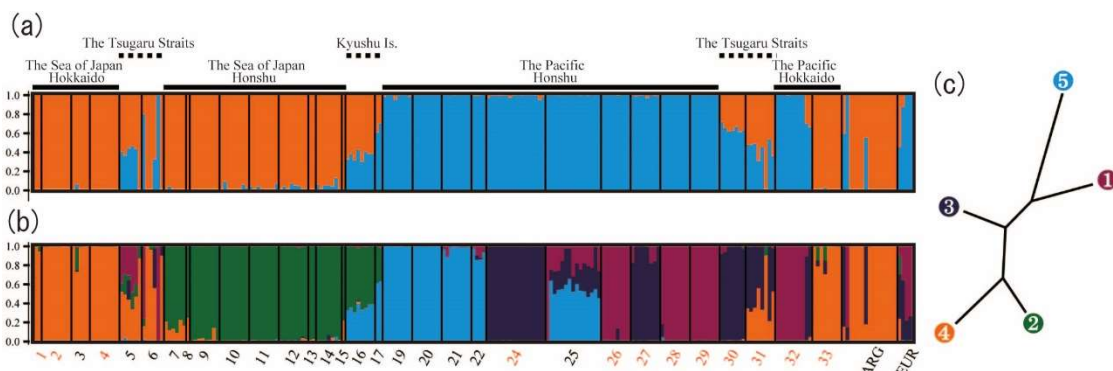 (a)
The Tsugaru Straits Kyushu Is. The Tsugaru Straits
The Sea of Japan Hokkaido The Sea of Japan Honshu The Pacific Honshu The Pacific Hokkaido
1.0
0.8
0.6
0.4
0.2
0.0
(b)
1.0
0.8
0.6
0.4
0.2
0.0
1 2 3 4 5 6 7 8 9 10 11 12 13 14 15 16 17 19 20 21 22 24 25 26 27 28 29 30 31 32 33 ARG EUR
(c)
5
1
3
4
2